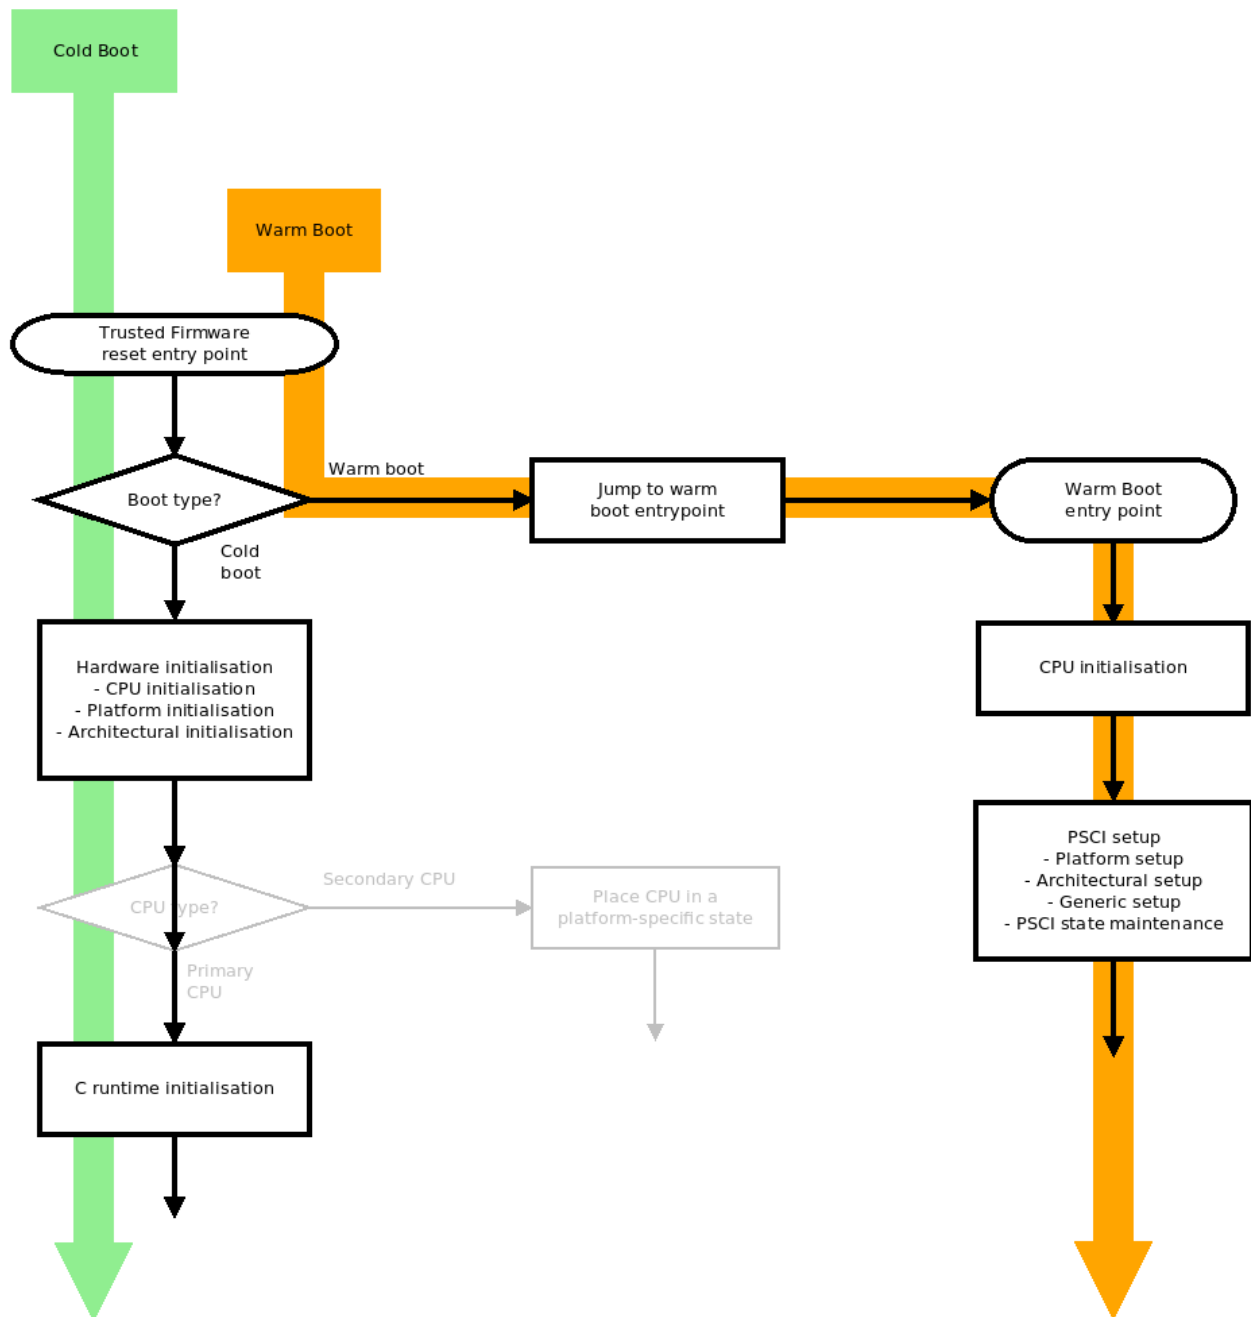 Cold Boot
Warm Boot
Trusted Firmware
reset entry point
Boot type?
Warm boot
Jump to warm
boot entrypoint
Warm Boot
entry point
Cold
boot
Hardware initialisation
- CPU initialisation
- Platform initialisation
- Architectural initialisation
CPU initialisation
PSCI setup
- Platform setup
- Architectural setup
- Generic setup
- PSCI state maintenance
CPU type?
Secondary CPU
Place CPU in a
platform-specific state
Primary
CPU
C runtime initialisation